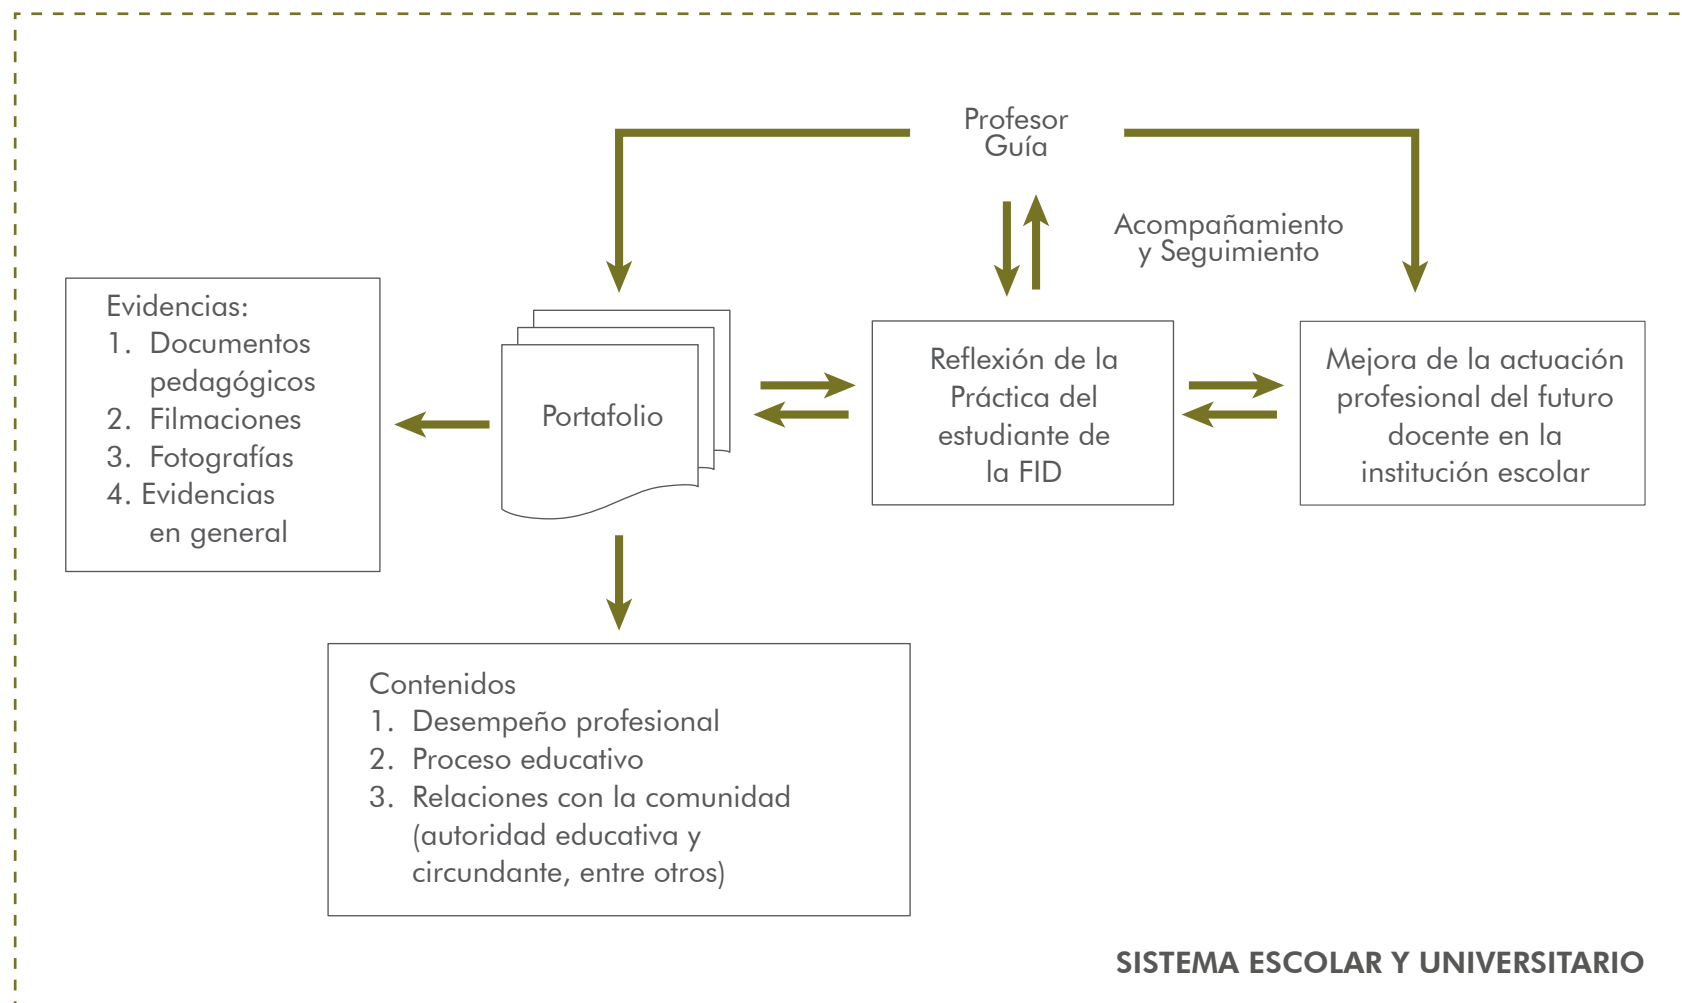 Profesor
Guía
Acompañamiento
y Seguimiento
Evidencias:
1. Documentos
pedagógicos
2. Filmaciones
3. Fotografías
4. Evidencias
en general
Portafolio
Reflexión de la
Práctica del
estudiante de
la FID
Mejora de la actuación
profesional del futuro
docente en la
institución escolar
Contenidos
1. Desempeño profesional
2. Proceso educativo
3. Relaciones con la comunidad
(autoridad educativa y
circundante, entre otros)
SISTEMA ESCOLAR Y UNIVERSITARIO